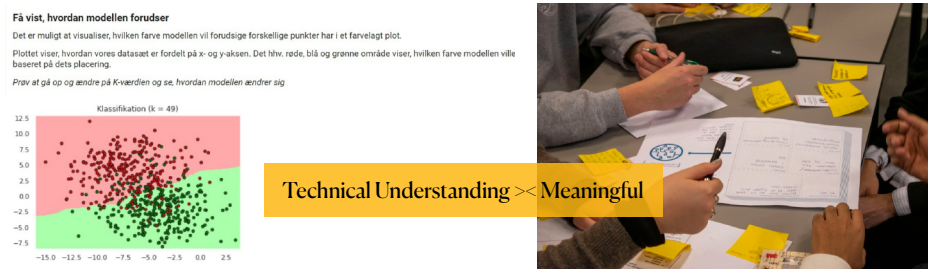 Få vist, hvordan modellen forudser
Det er muligt at visualiser, hvilken farve modellen vil forudsige forskellige punkter har i et farvelagt plot.
Plottet viser, hvordan vores datasæt er fordelt på x- og y-aksen. Det hhv. røde, blå og grønne område viser, hvilken farve modellen ville
baseret på dets placering.
Prøv at gå op og ændre på K-værdien og se, hvordan modellen ændrer sig
Klassifikation (k = 49)
12.5
10.0
7.5
5.0
2.5
0.0
−2.5
−5.0
−7.5
−15.0 −12.5 −10.0 −7.5 −5.0 −2.5 0.0 2.5
Technical Understanding >< Meaningful